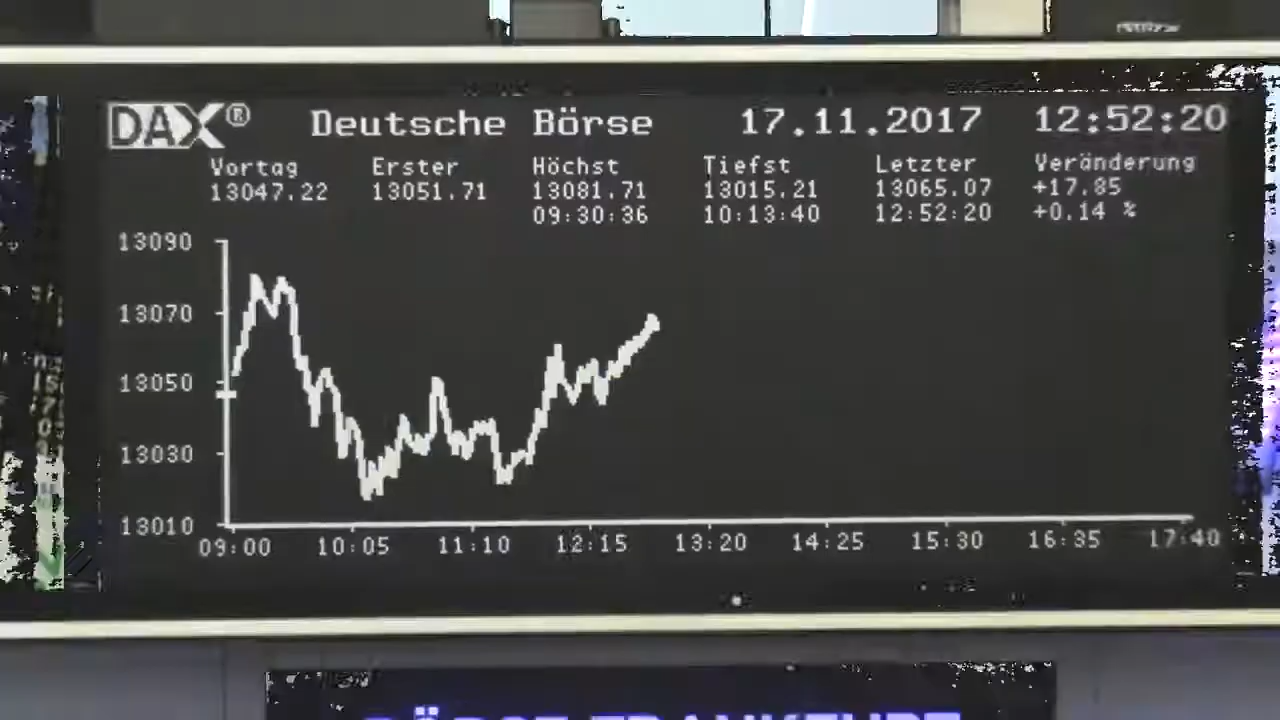 DAX® Deutsche Börse 17.11.2017 12:52:20
Vortag Erster Höchst Tiefst Letzter Veränderung
13047.22 13051.71 13081.71 13015.21 13065.07 +17.85
09:30:36 10:13:40 12:52:20 +0.14 %
13090
13070
13050
13030
13010
09:00 10:05 11:10 12:15 13:20 14:25 15:30 16:35 17:40
BÖRSE FRANKFURT